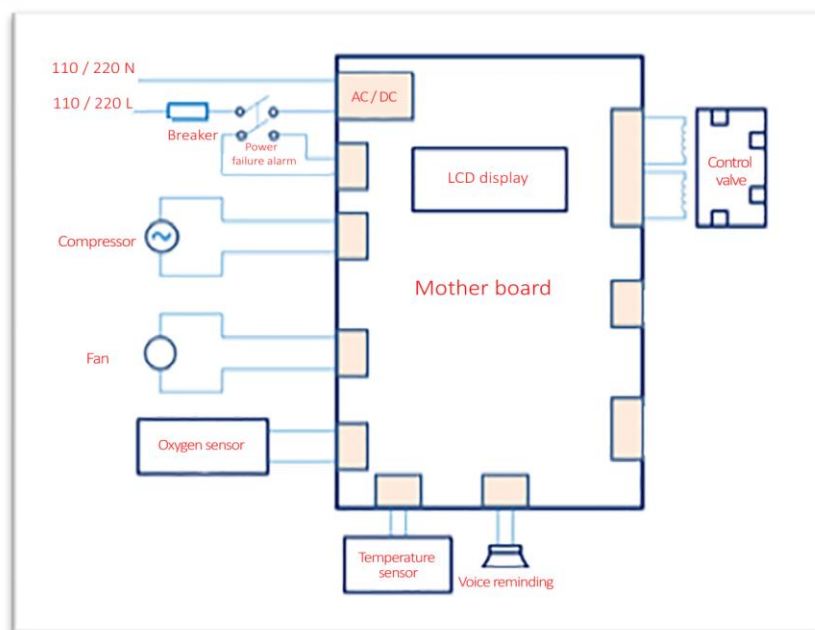 110 / 220 N
110 / 220 L
AC / DC
Breaker
Power
failure alarm
LCD display
Control
valve
Compressor
Mother board
Fan
Oxygen sensor
Temperature
sensor
Voice reminding